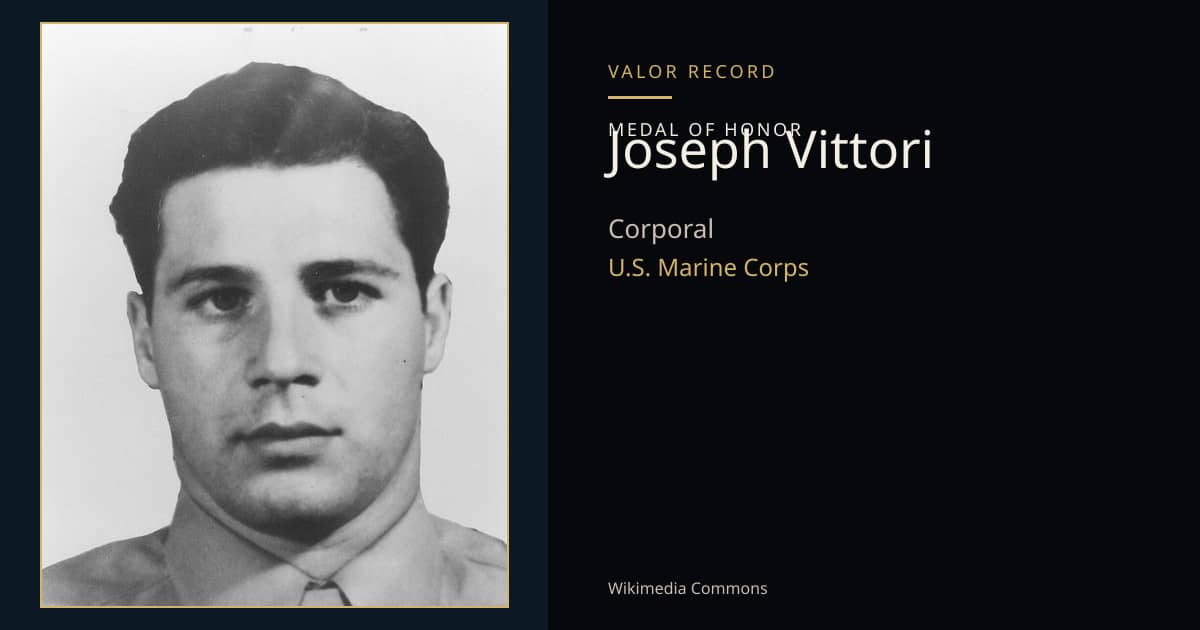 VALOR RECORD
MEDAL OF HONOR
Joseph Vittori
Corporal
U.S. Marine Corps
Wikimedia Commons